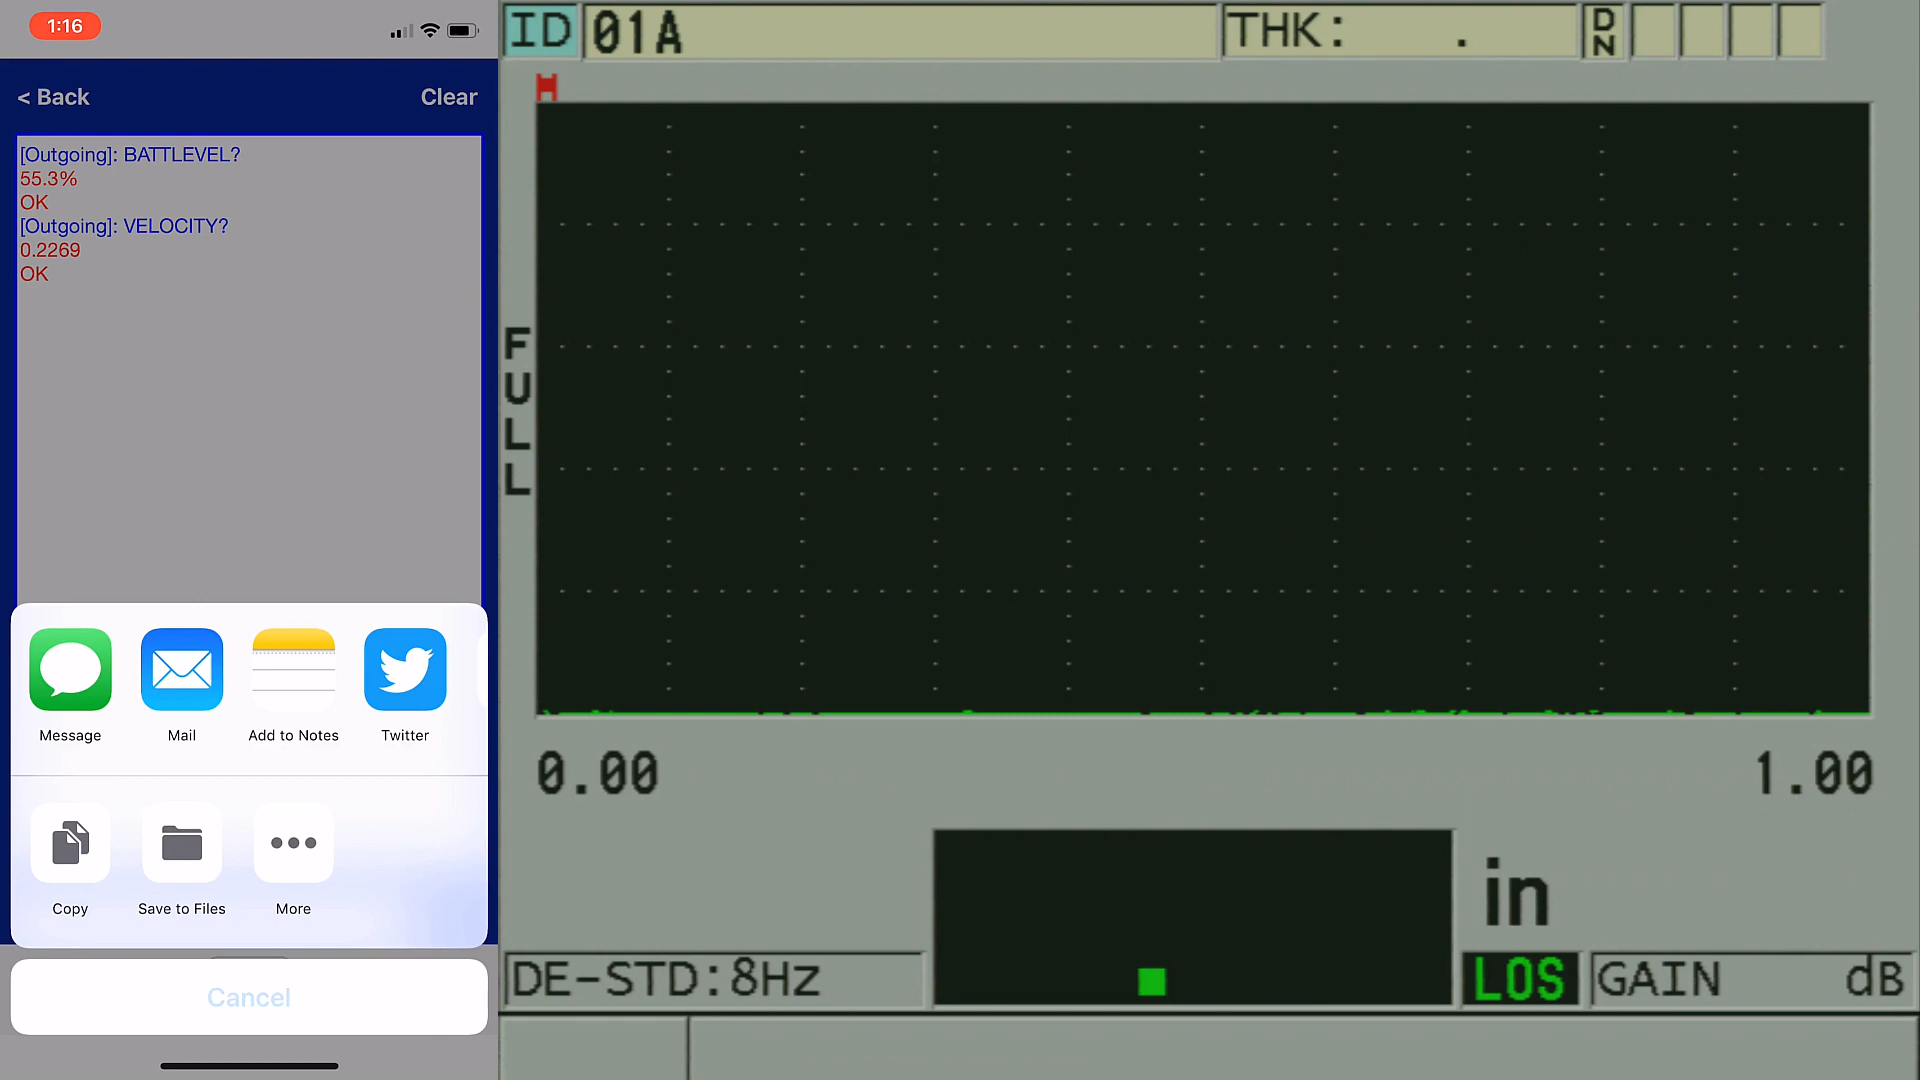 1:16
< Back
Clear
[Outgoing]: BATTLEVEL?
55.3%
OK
[Outgoing]: VELOCITY?
0.2269
OK
Message
Mail
Add to Notes
Twitter
Copy
Save to Files
More
Cancel
ID 01A THK: . DN
FULL
0.00 1.00
in
DE-STD:8Hz
LOS GAIN dB